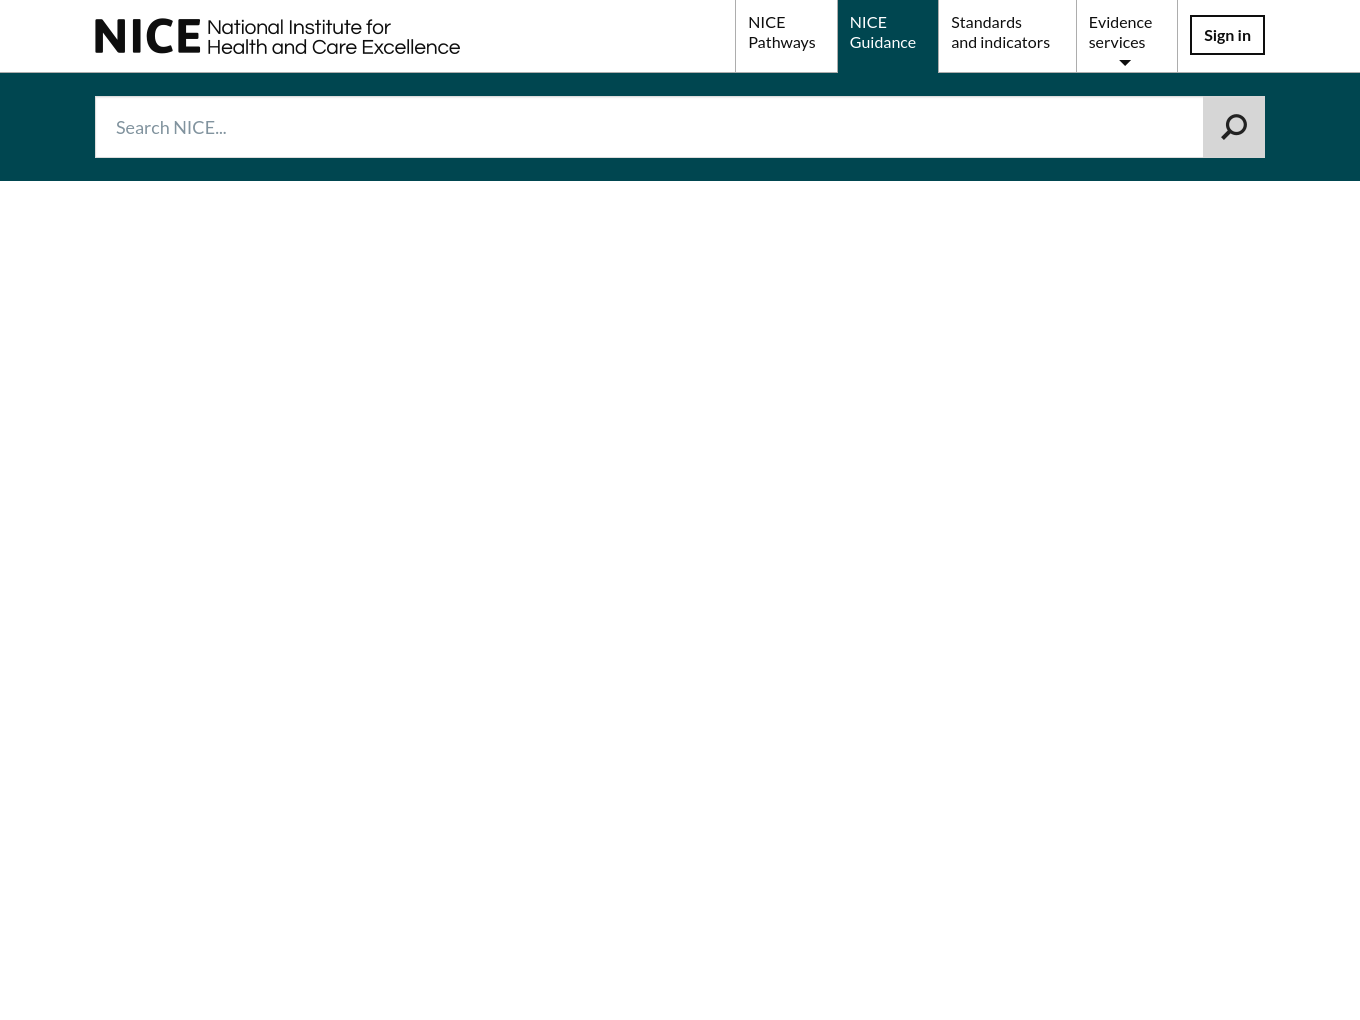 NICE National Institute for
Health and Care Excellence
NICE
Pathways
NICE
Guidance
Standards
and indicators
Evidence
services
Sign in
Search NICE...